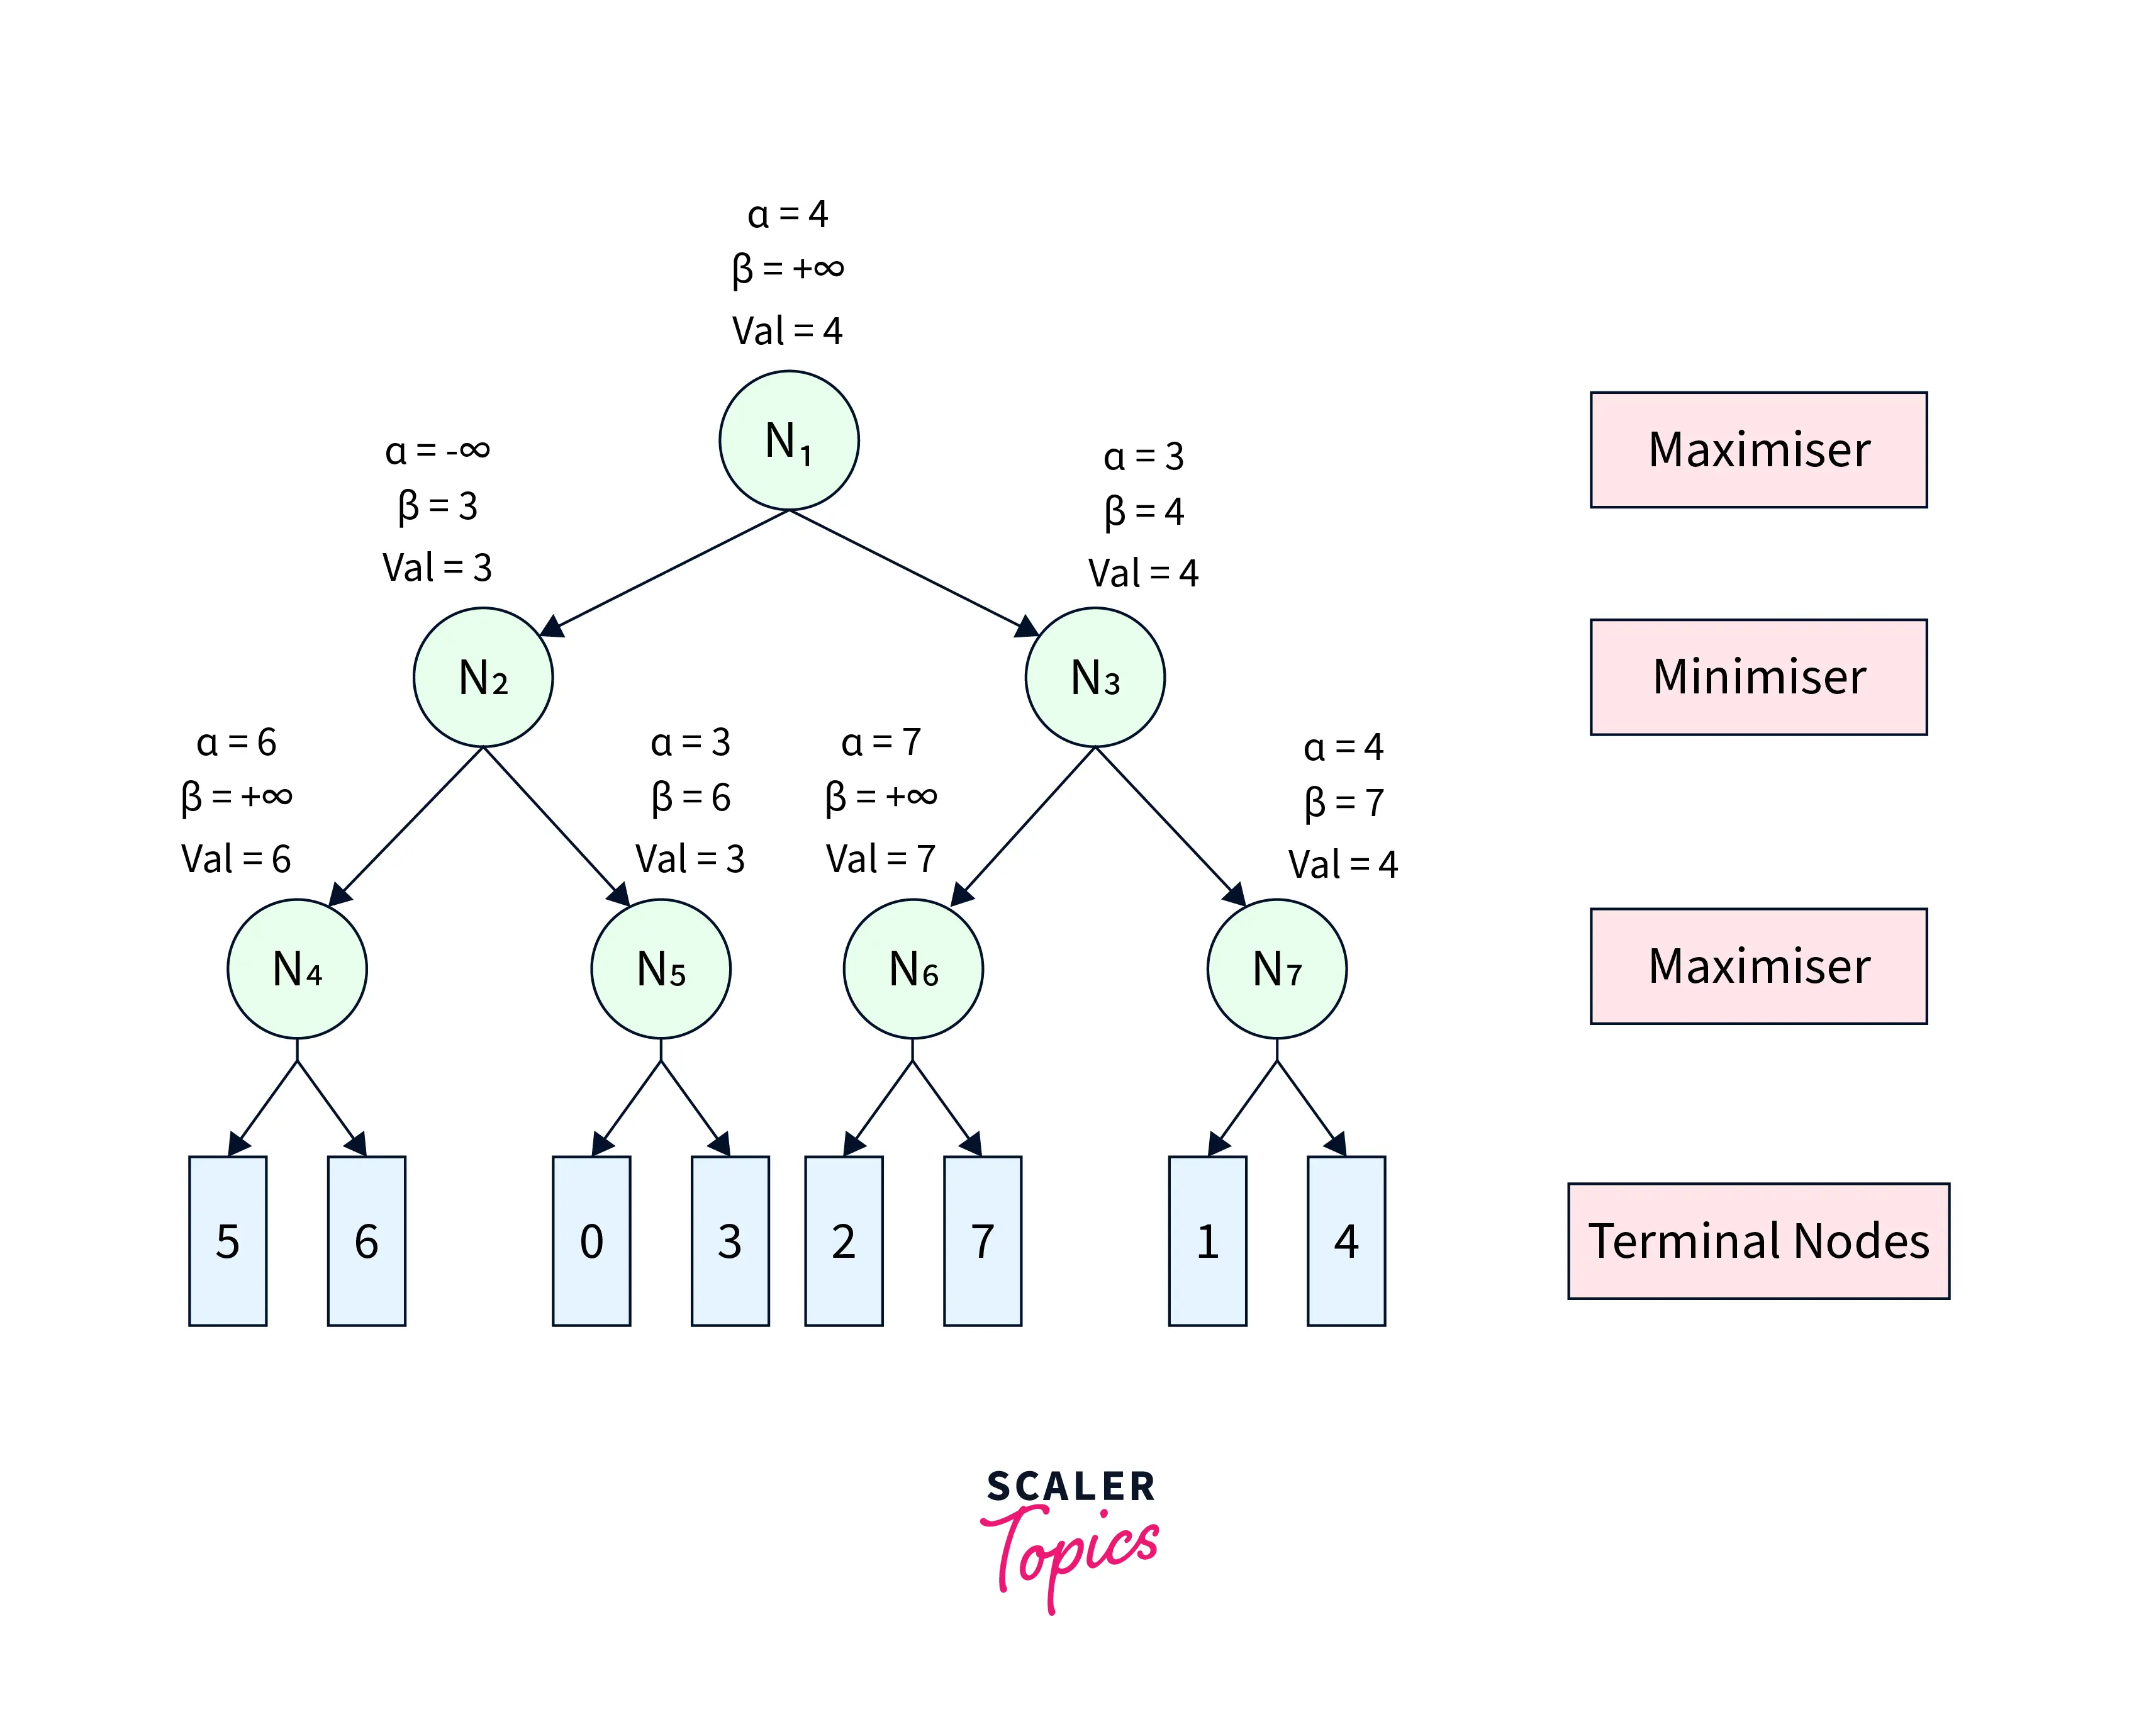 α = 4
β = +∞
Val = 4
N₁
Maximiser
α = -∞
β = 3
Val = 3
α = 3
β = 4
Val = 4
N₂
N₃
Minimiser
α = 6
β = +∞
Val = 6
α = 3
β = 6
Val = 3
α = 7
β = +∞
Val = 7
α = 4
β = 7
Val = 4
N₄
N₅
N₆
N₇
Maximiser
5
6
0
3
2
7
1
4
Terminal Nodes
SCALER
Topics